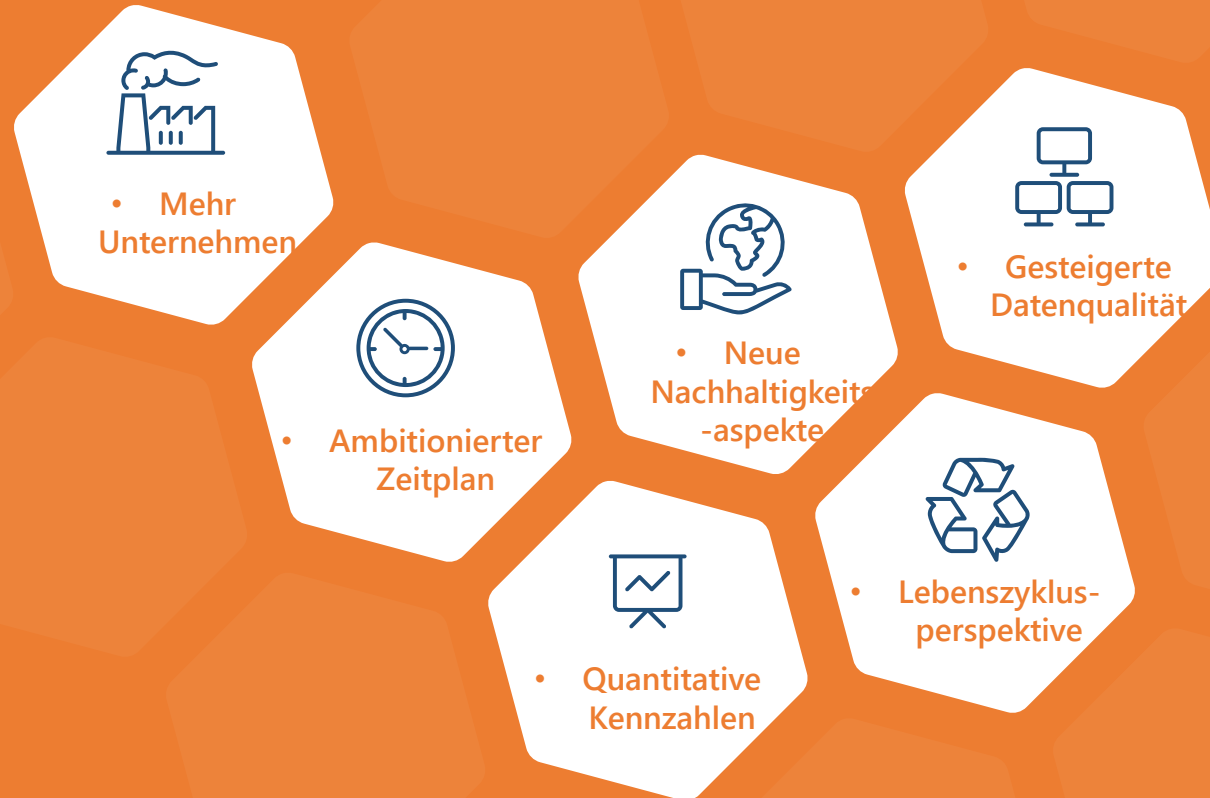 • Mehr
Unternehmen
• Ambitionierter
Zeitplan
• Neue
Nachhaltigkeits
-aspekte
• Gesteigerte
Datenqualität
• Quantitative
Kennzahlen
• Lebenszyklus-
perspektive